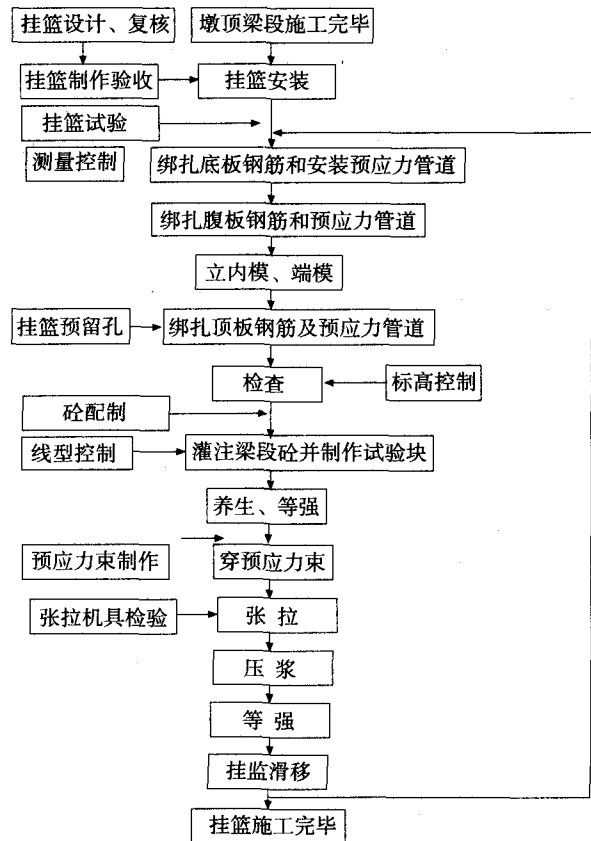 挂篮设计、复核
墩顶梁段施工完毕
挂篮制作验收
挂篮安装
挂篮试验
测量控制
绑扎底板钢筋和安装预应力管道
绑扎腹板钢筋和预应力管道
立内模、端模
挂篮预留孔
绑扎顶板钢筋及预应力管道
检查
标高控制
砼配制
线型控制
灌注梁段砼并制作试验块
养生、等强
预应力束制作
穿预应力束
张拉机具检验
张 拉
压 浆
等 强
挂监滑移
挂篮施工完毕